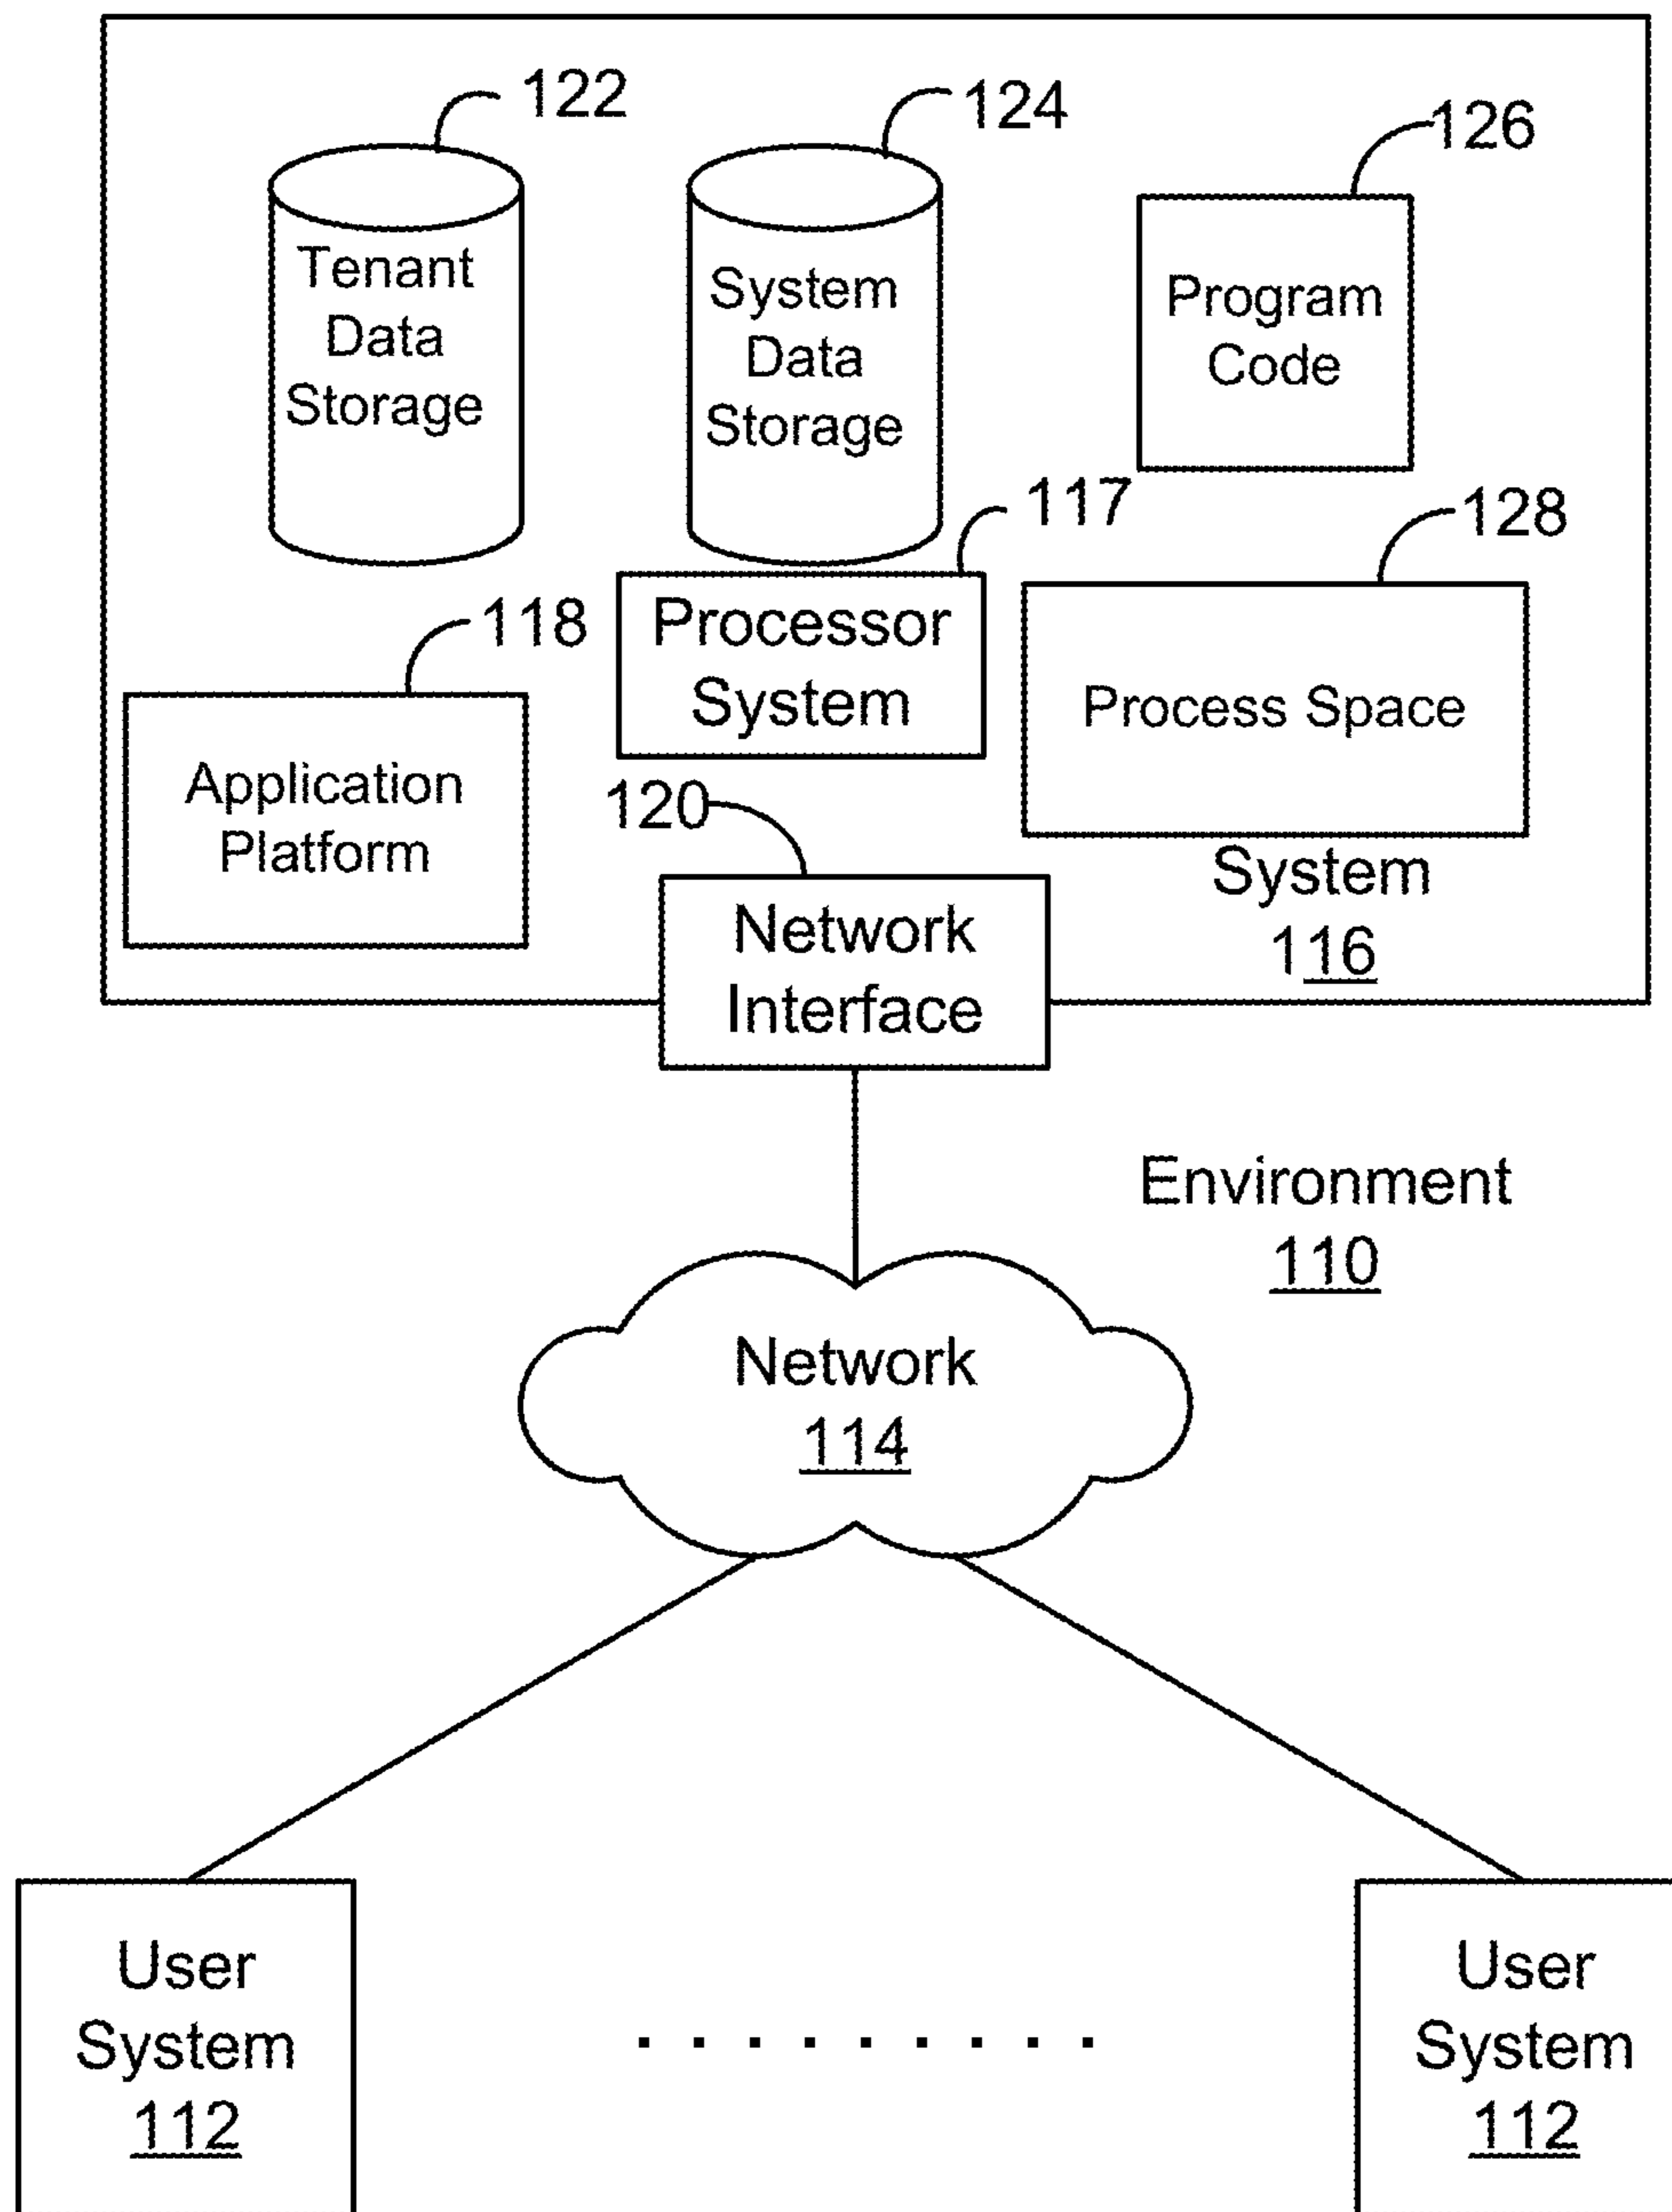 122
124
126
Tenant
Data
Storage
System
Data
Storage
Program
Code
117
128
118
Processor
System
Process Space
Application
Platform
120
System
116
Network
Interface
Environment
110
Network
114
User
System
112
. . . . . . . . .
User
System
112